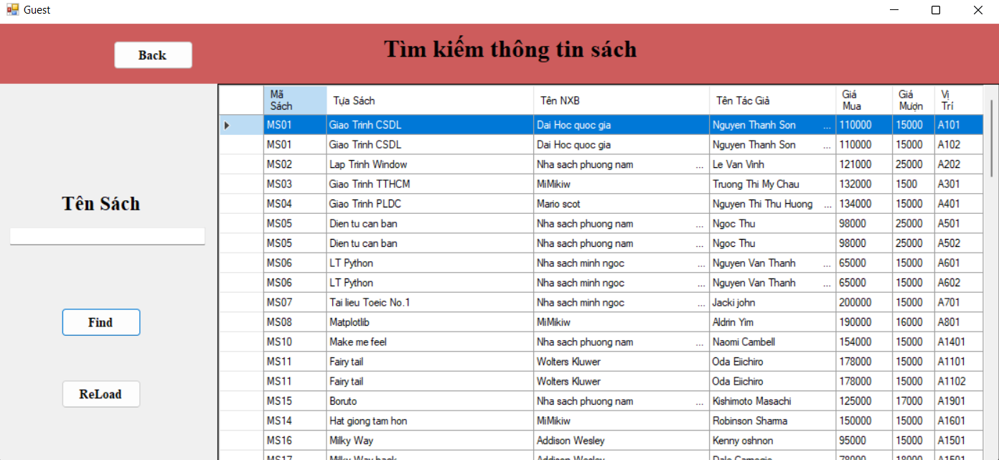 Guest
Back
Tìm kiếm thông tin sách
Tên Sách
Find
ReLoad
Mã Sách Tựa Sách Tên NXB Tên Tác Giả Giá Mua Giá Mượn Vị Trí
MS01 Giao Trinh CSDL Dai Hoc quoc gia Nguyen Thanh Son ... 110000 15000 A101
MS01 Giao Trinh CSDL Dai Hoc quoc gia Nguyen Thanh Son ... 110000 15000 A102
MS02 Lap Trinh Window Nha sach phuong nam ... Le Van Vinh 121000 25000 A202
MS03 Giao Trinh TTHCM MiMikiw Truong Thi My Chau 132000 1500 A301
MS04 Giao Trinh PLDC Mario scot Nguyen Thi Thu Huong ... 134000 15000 A401
MS05 Dien tu can ban Nha sach phuong nam ... Ngoc Thu 98000 25000 A501
MS05 Dien tu can ban Nha sach phuong nam ... Ngoc Thu 98000 25000 A502
MS06 LT Python Nha sach minh ngoc ... Nguyen Van Thanh ... 65000 15000 A601
MS06 LT Python Nha sach minh ngoc ... Nguyen Van Thanh ... 65000 15000 A602
MS07 Tai lieu Toeic No.1 Nha sach minh ngoc ... Jacki john 200000 15000 A701
MS08 Matplotlib MiMikiw Aldrin Yim 190000 16000 A801
MS10 Make me feel Nha sach phuong nam ... Naomi Cambell 154000 15000 A1401
MS11 Fairy tail Wolters Kluwer Oda Eiichiro 178000 15000 A1101
MS11 Fairy tail Wolters Kluwer Oda Eiichiro 178000 15000 A1102
MS15 Boruto Nha sach phuong nam ... Kishimoto Masachi 125000 17000 A1901
MS14 Hat giong tam hon MiMikiw Robinson Sharma 150000 15000 A1601
MS16 Milky Way Addison Wesley Kenny oshnon 95000 15000 A1501
MS17 Milky Way back Addison Wesley Dale Carnegie 78000 18000 A1501